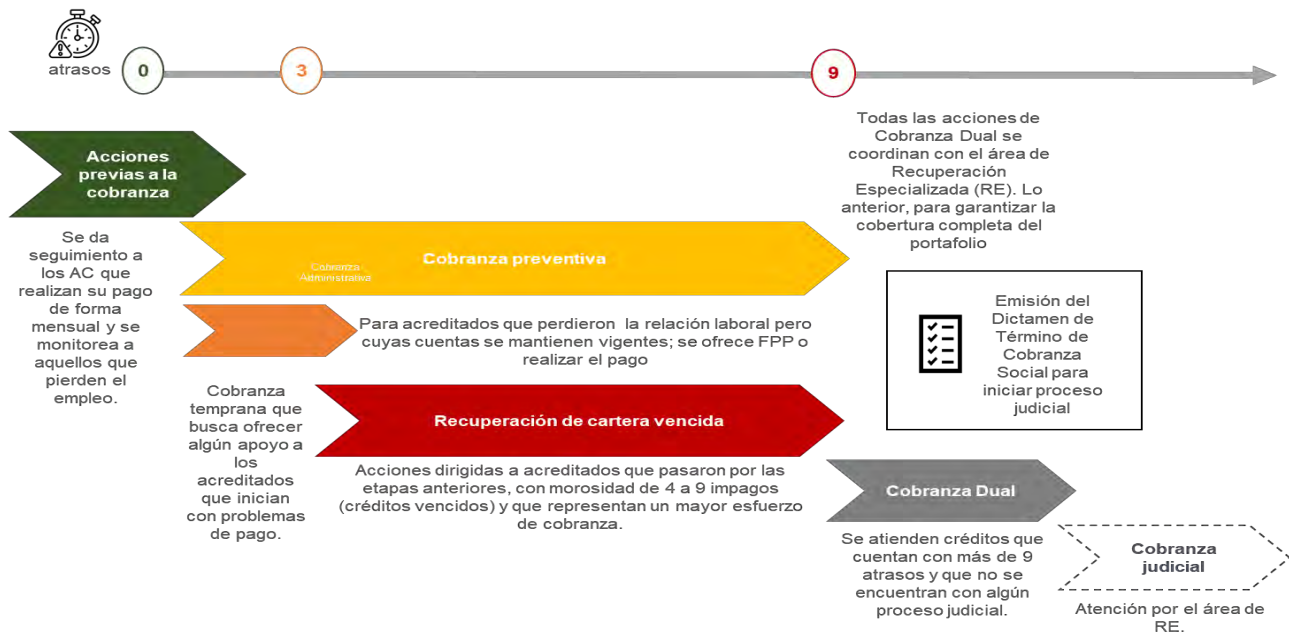 atrasos
0
3
9
Acciones
previas a la
cobranza
Se da
seguimiento a
los AC que
realizan su pago
de forma
mensual y se
monitorea a
aquellos que
pierden el
empleo.
Cobranza preventiva
Cobranza
Administrativa
Para acreditados que perdieron la relación laboral pero
cuyas cuentas se mantienen vigentes; se ofrece FPP o
realizar el pago
Cobranza
temprana que
busca ofrecer
algún apoyo a
los
acreditados
que inician
con problemas
de pago.
Recuperación de cartera vencida
Acciones dirigidas a acreditados que pasaron por las
etapas anteriores, con morosidad de 4 a 9 impagos
(créditos vencidos) y que representan un mayor esfuerzo
de cobranza.
Todas las acciones de
Cobranza Dual se
coordinan con el área de
Recuperación
Especializada (RE). Lo
anterior, para garantizar la
cobertura completa del
portafolio
Emisión del
Dictamen de
Término de
Cobranza
Social para
iniciar proceso
judicial
Cobranza Dual
Se atienden créditos que
cuentan con más de 9
atrasos y que no se
encuentran con algún
proceso judicial.
Cobranza
judicial
Atención por el área de
RE.